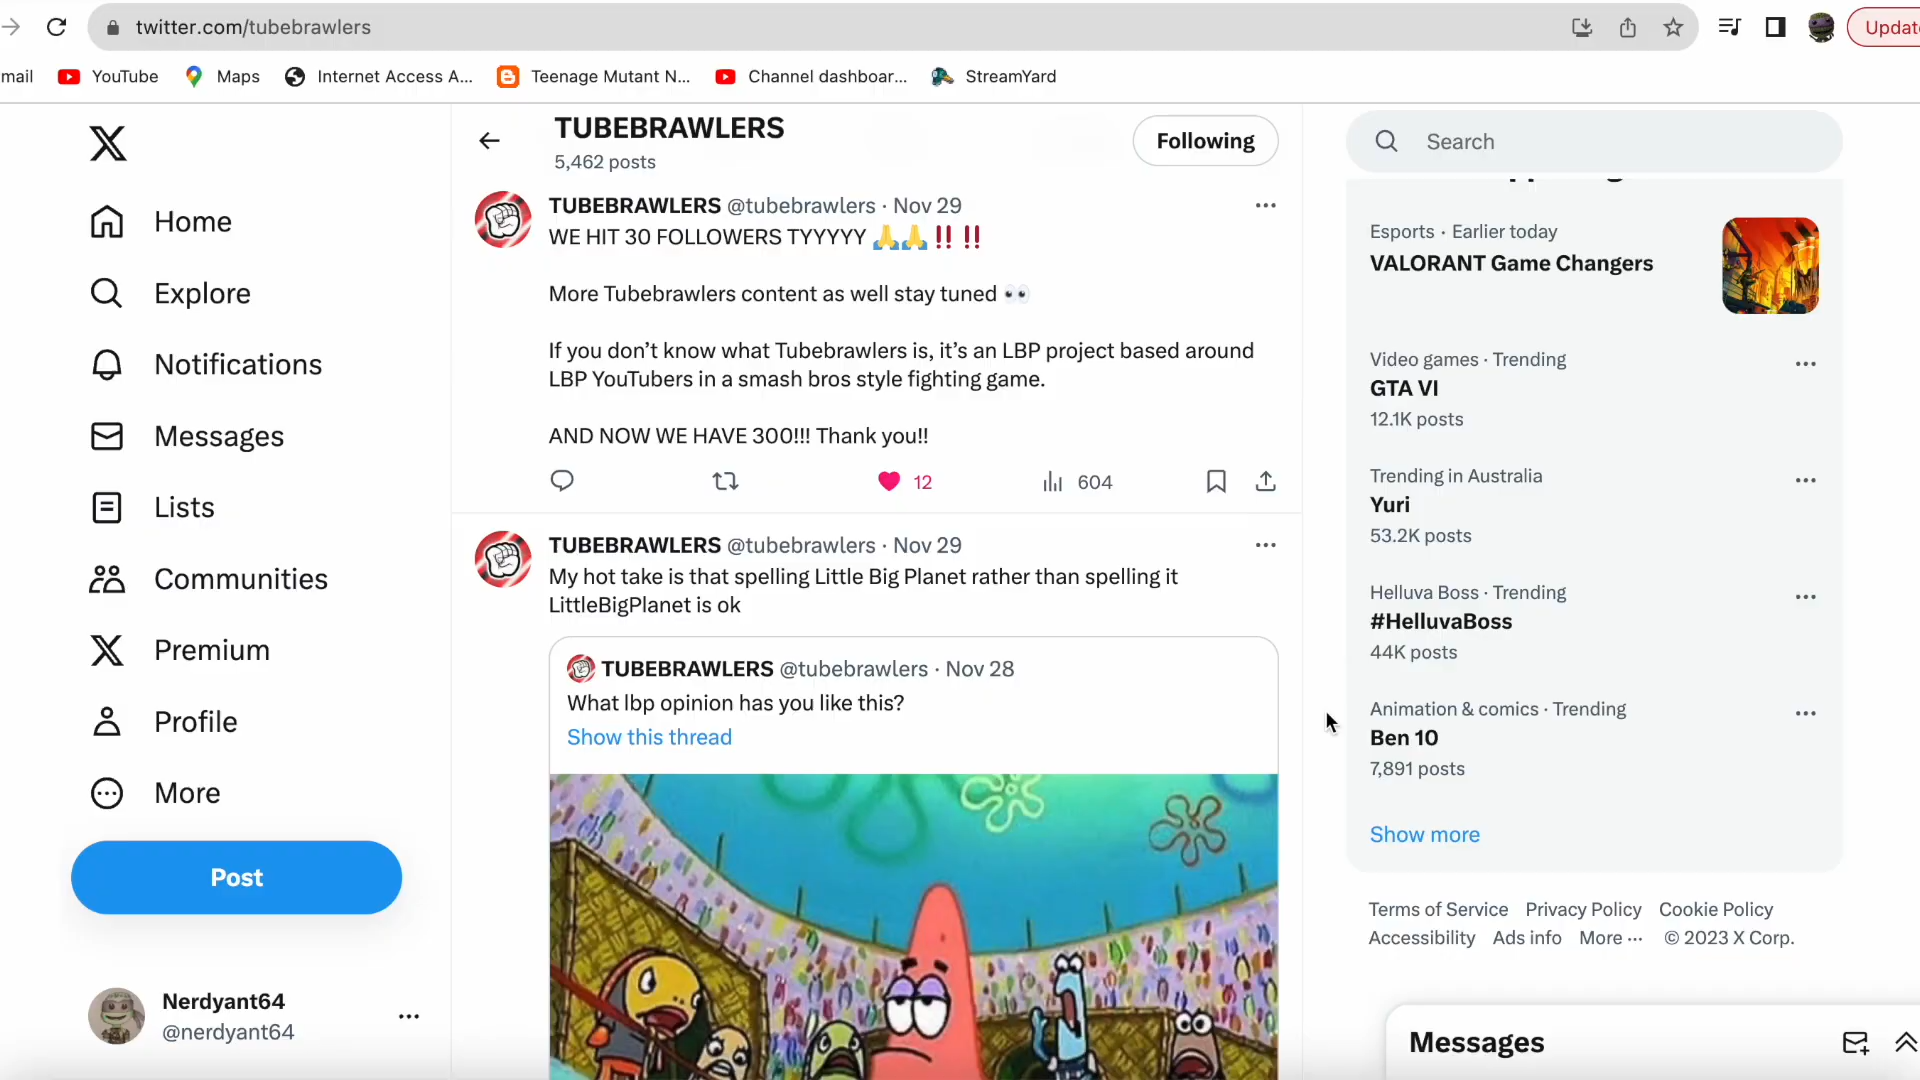 twitter.com/tubebrawlers
Update
mail
YouTube
Maps
Internet Access A...
Teenage Mutant N...
Channel dashboar...
StreamYard
Home
Explore
Notifications
Messages
Lists
Communities
Premium
Profile
More
Post
Nerdyant64
@nerdyant64
TUBEBRAWLERS
5,462 posts
Following
TUBEBRAWLERS @tubebrawlers · Nov 29
WE HIT 30 FOLLOWERS TYYYYY 🙏🙏‼️‼️
More Tubebrawlers content as well stay tuned 👀
If you don’t know what Tubebrawlers is, it’s an LBP project based around
LBP YouTubers in a smash bros style fighting game.
AND NOW WE HAVE 300!!! Thank you!!
12
604
TUBEBRAWLERS @tubebrawlers · Nov 29
My hot take is that spelling Little Big Planet rather than spelling it
LittleBigPlanet is ok
TUBEBRAWLERS @tubebrawlers · Nov 28
What lbp opinion has you like this?
Show this thread
Search
Esports · Earlier today
VALORANT Game Changers
Video games · Trending
GTA VI
12.1K posts
Trending in Australia
Yuri
53.2K posts
Helluva Boss · Trending
#HelluvaBoss
44K posts
Animation & comics · Trending
Ben 10
7,891 posts
Show more
Terms of Service Privacy Policy Cookie Policy
Accessibility Ads info More ··· © 2023 X Corp.
Messages